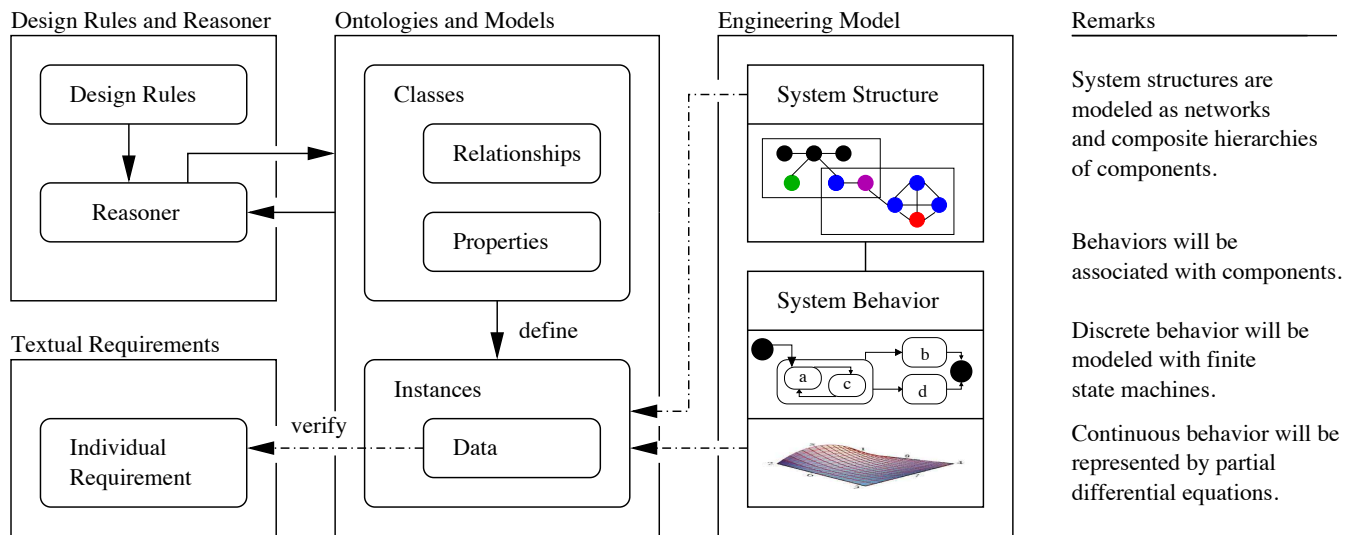 Design Rules and Reasoner
Design Rules
Reasoner
Textual Requirements
Individual
Requirement
verify
Ontologies and Models
Classes
Relationships
Properties
define
Instances
Data
Engineering Model
System Structure
System Behavior
a
c
b
d
Remarks
System structures are
modeled as networks
and composite hierarchies
of components.
Behaviors will be
associated with components.
Discrete behavior will be
modeled with finite
state machines.
Continuous behavior will be
represented by partial
differential equations.